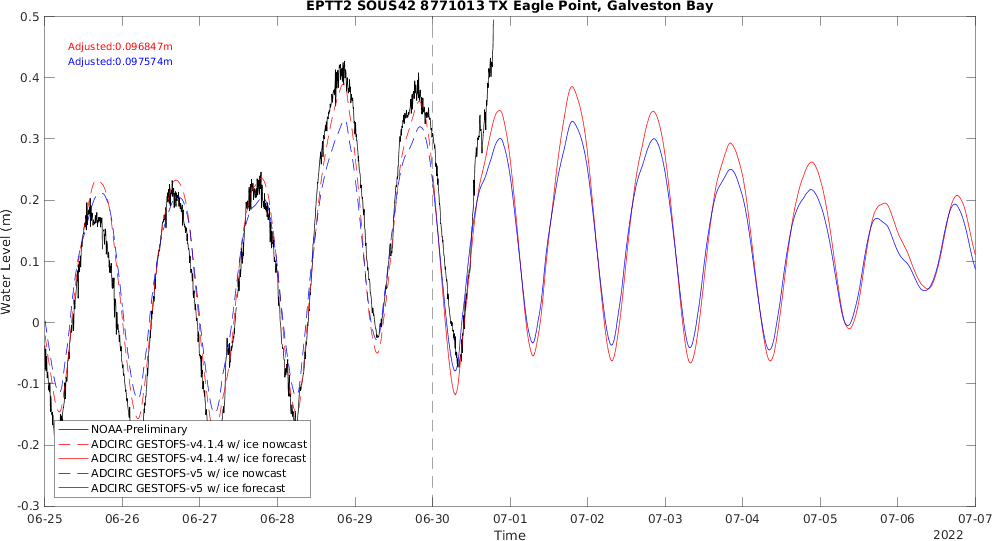 EPTT2 SOUS42 8771013 TX Eagle Point, Galveston Bay
Adjusted:0.096847m
Adjusted:0.097574m
Water Level (m)
0.5
0.4
0.3
0.2
0.1
0
-0.1
-0.2
-0.3
NOAA-Preliminary
ADCIRC GESTOFS-v4.1.4 w/ ice nowcast
ADCIRC GESTOFS-v4.1.4 w/ ice forecast
ADCIRC GESTOFS-v5 w/ ice nowcast
ADCIRC GESTOFS-v5 w/ ice forecast
06-25 06-26 06-27 06-28 06-29 06-30 07-01 07-02 07-03 07-04 07-05 07-06 07-07
Time
2022